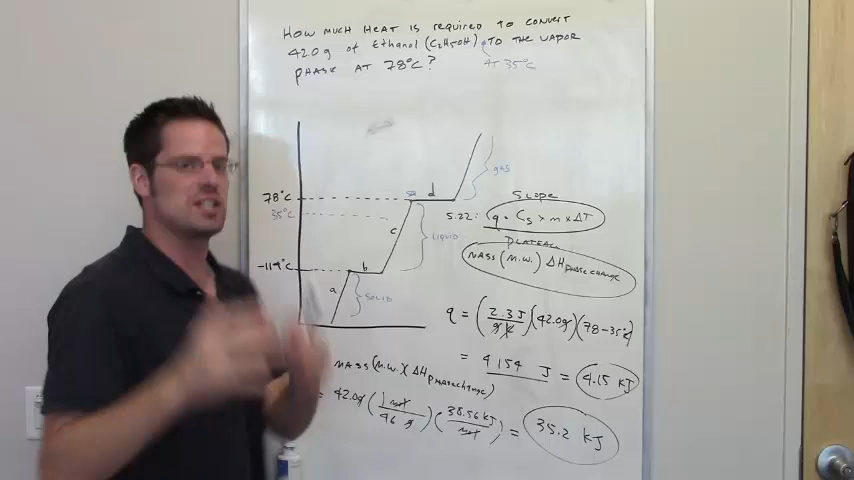 How much Heat is required to convert
42.0 g of Ethanol (C2H5OH) to the vapor
at 35°C
phase at 78°C?
gas
78°C
d
Slope
35°C
5.22: q = Cs x m x ΔT
c
Liquid
Plateau
Mass (M.W.) ΔHphase change
-114°C
b
a
Solid
q = (2.3 J / g °C)(42.0g)(78-35°C)
= 4154 J = 4.15 KJ
Mass (M.W.)(ΔHphase change)
= 42.0g (1 mol / 46 g)(38.56 KJ / mol) = 35.2 KJ